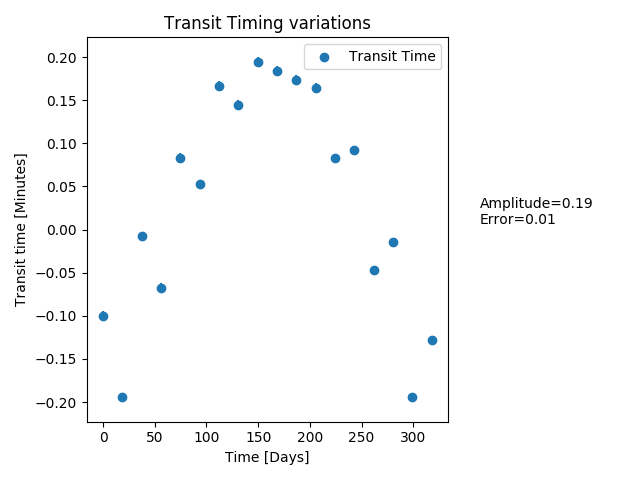 Transit Timing variations
Transit Time
0.20
0.15
0.10
0.05
0.00
−0.05
−0.10
−0.15
−0.20
Transit time [Minutes]
Amplitude=0.19
Error=0.01
0 50 100 150 200 250 300
Time [Days]